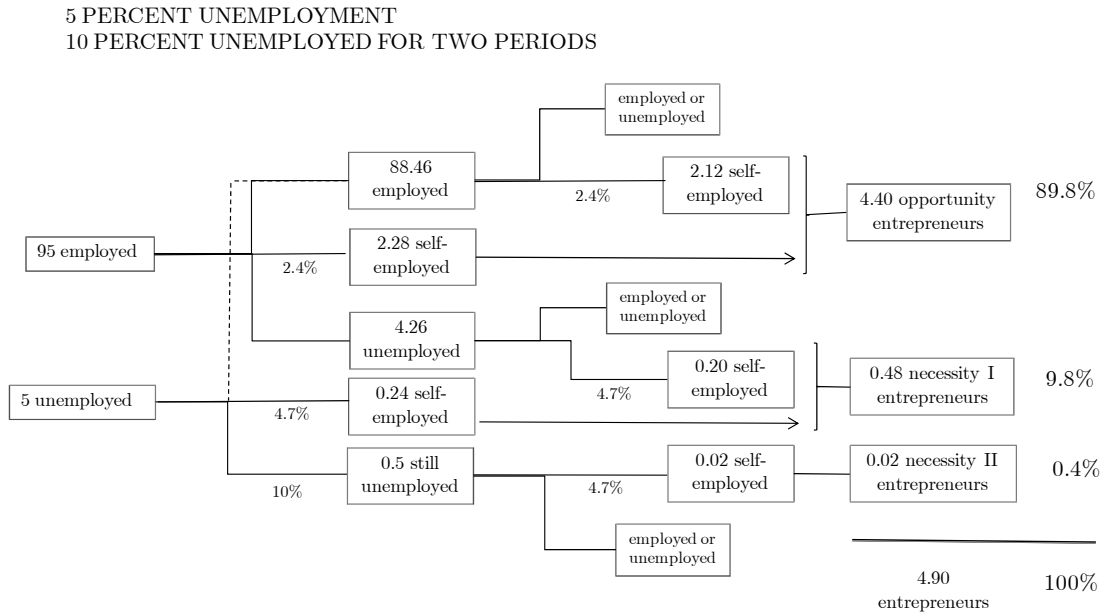 5 PERCENT UNEMPLOYMENT
10 PERCENT UNEMPLOYED FOR TWO PERIODS
employed or
unemployed
88.46
employed
2.4%
2.12 self-
employed
4.40 opportunity
entrepreneurs
89.8%
95 employed
2.4%
2.28 self-
employed
employed or
unemployed
4.26
unemployed
4.7%
0.20 self-
employed
0.48 necessity I
entrepreneurs
9.8%
5 unemployed
4.7%
0.24 self-
employed
10%
0.5 still
unemployed
4.7%
0.02 self-
employed
0.02 necessity II
entrepreneurs
0.4%
employed or
unemployed
4.90
entrepreneurs
100%